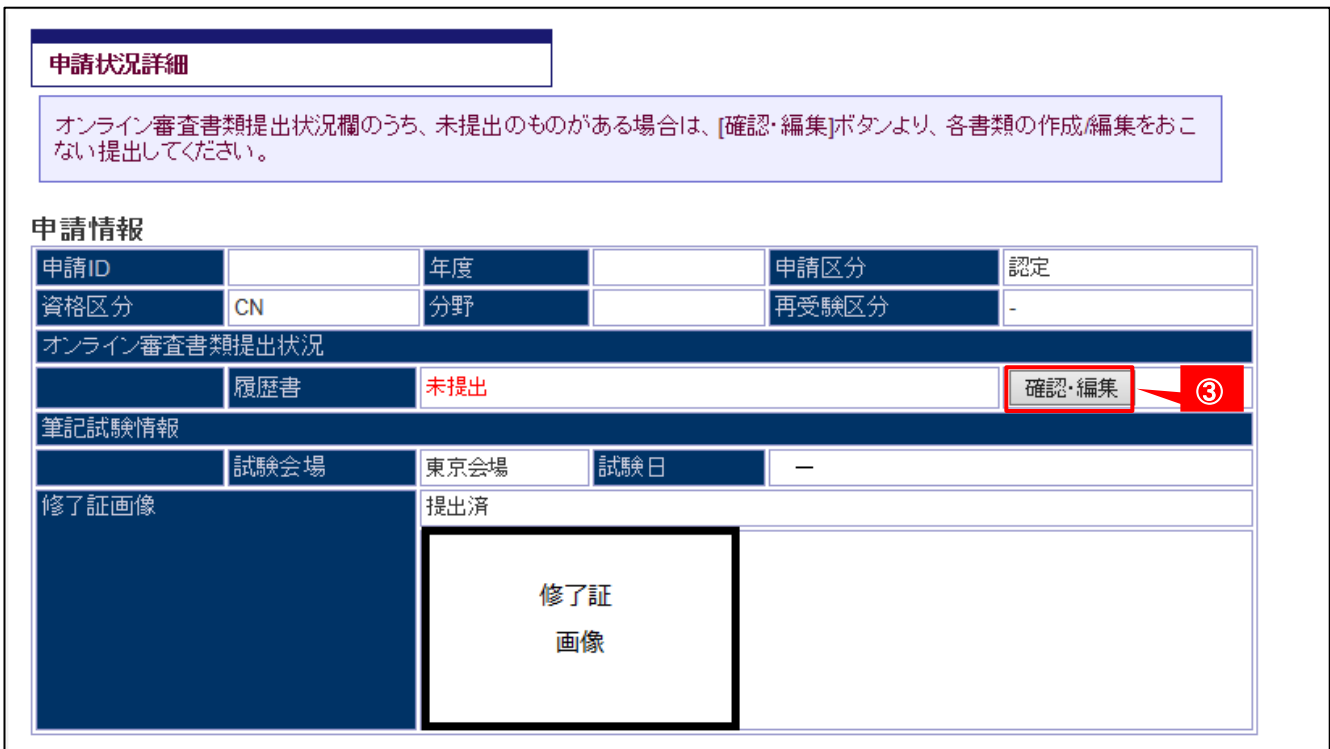 申請状況詳細
オンライン審査書類提出状況欄のうち、未提出のものがある場合は、[確認・編集]ボタンより、各書類の作成/編集をおこ
ない提出してください。
申請情報
申請ID 年度 申請区分 認定
資格区分 CN 分野 再受験区分 -
オンライン審査書類提出状況
履歴書 未提出 確認・編集 ③
筆記試験情報
試験会場 東京会場 試験日 ー
修了証画像 提出済
修了証
画像